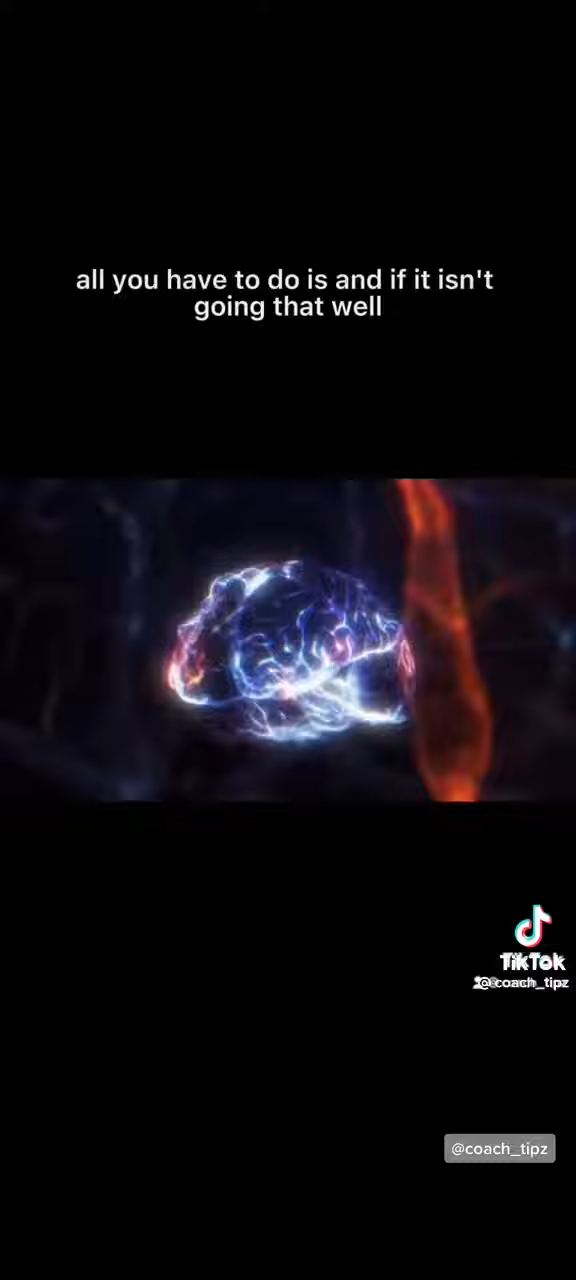 all you have to do is and if it isn't
going that well
TikTok
@coach_tipz
@coach_tipz